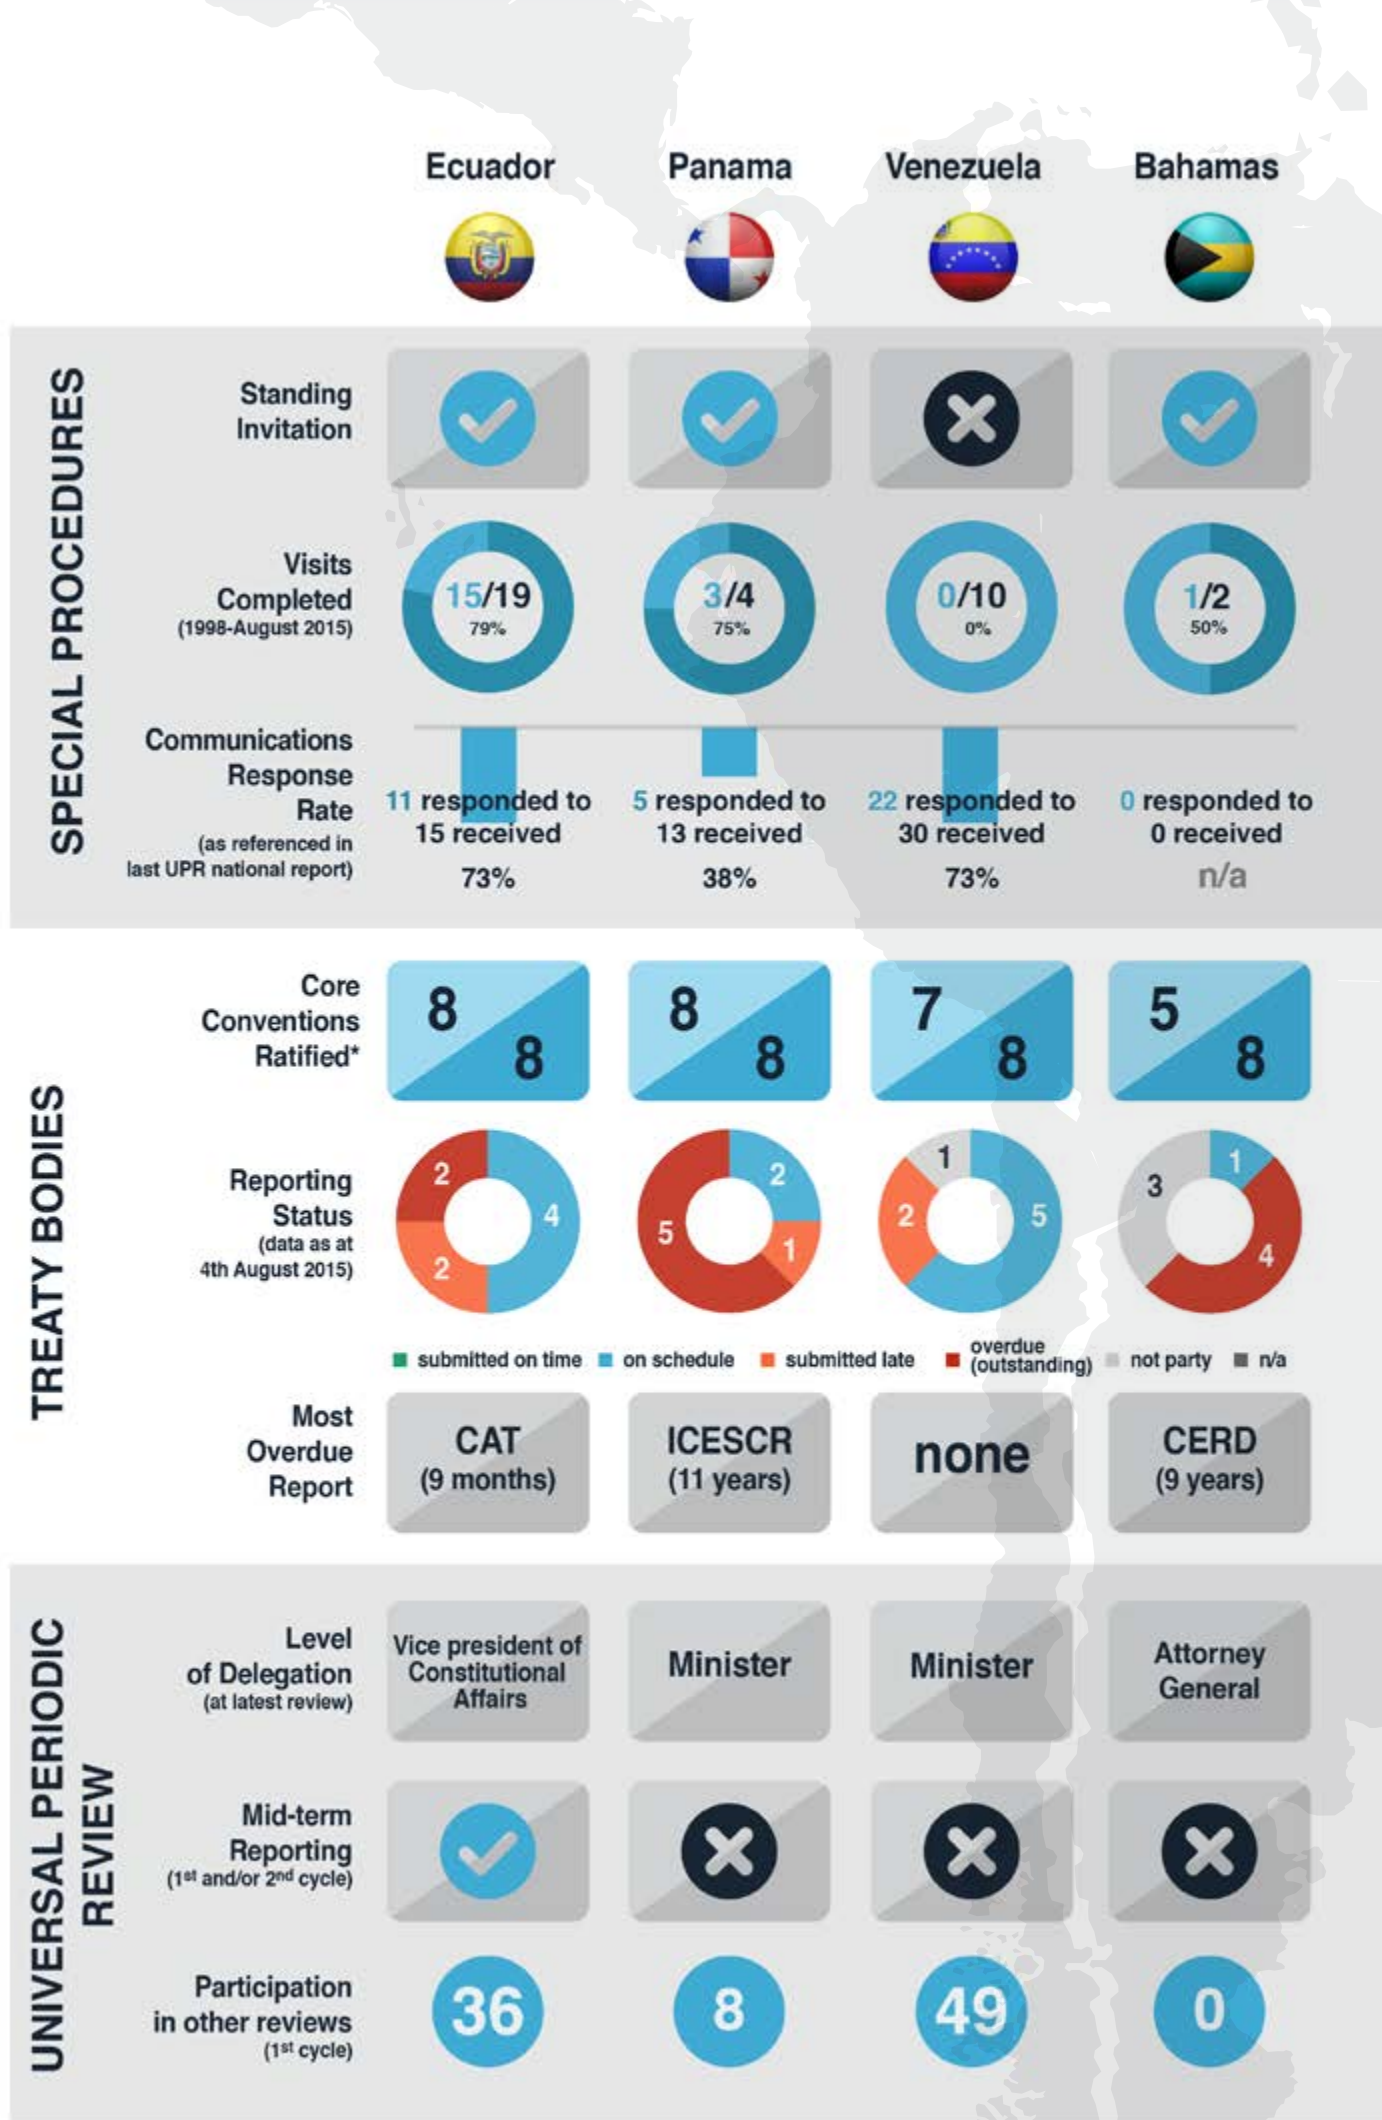 Ecuador
Panama
Venezuela
Bahamas
SPECIAL PROCEDURES
Standing
Invitation
Visits
Completed
(1998-August 2015)
15/19
79%
3/4
75%
0/10
0%
1/2
50%
Communications
Response
Rate
(as referenced in
last UPR national report)
11 responded to
15 received
73%
5 responded to
13 received
38%
22 responded to
30 received
73%
0 responded to
0 received
n/a
TREATY BODIES
Core
Conventions
Ratified*
8
8
8
8
7
8
5
8
Reporting
Status
(data as at
4th August 2015)
2
4
2
2
5
1
1
2
5
1
3
4
submitted on time
on schedule
submitted late
overdue
(outstanding)
not party
n/a
Most
Overdue
Report
CAT
(9 months)
ICESCR
(11 years)
none
CERD
(9 years)
UNIVERSAL PERIODIC
REVIEW
Level
of Delegation
(at latest review)
Vice president of
Constitutional
Affairs
Minister
Minister
Attorney
General
Mid-term
Reporting
(1st and/or 2nd cycle)
Participation
in other reviews
(1st cycle)
36
8
49
0